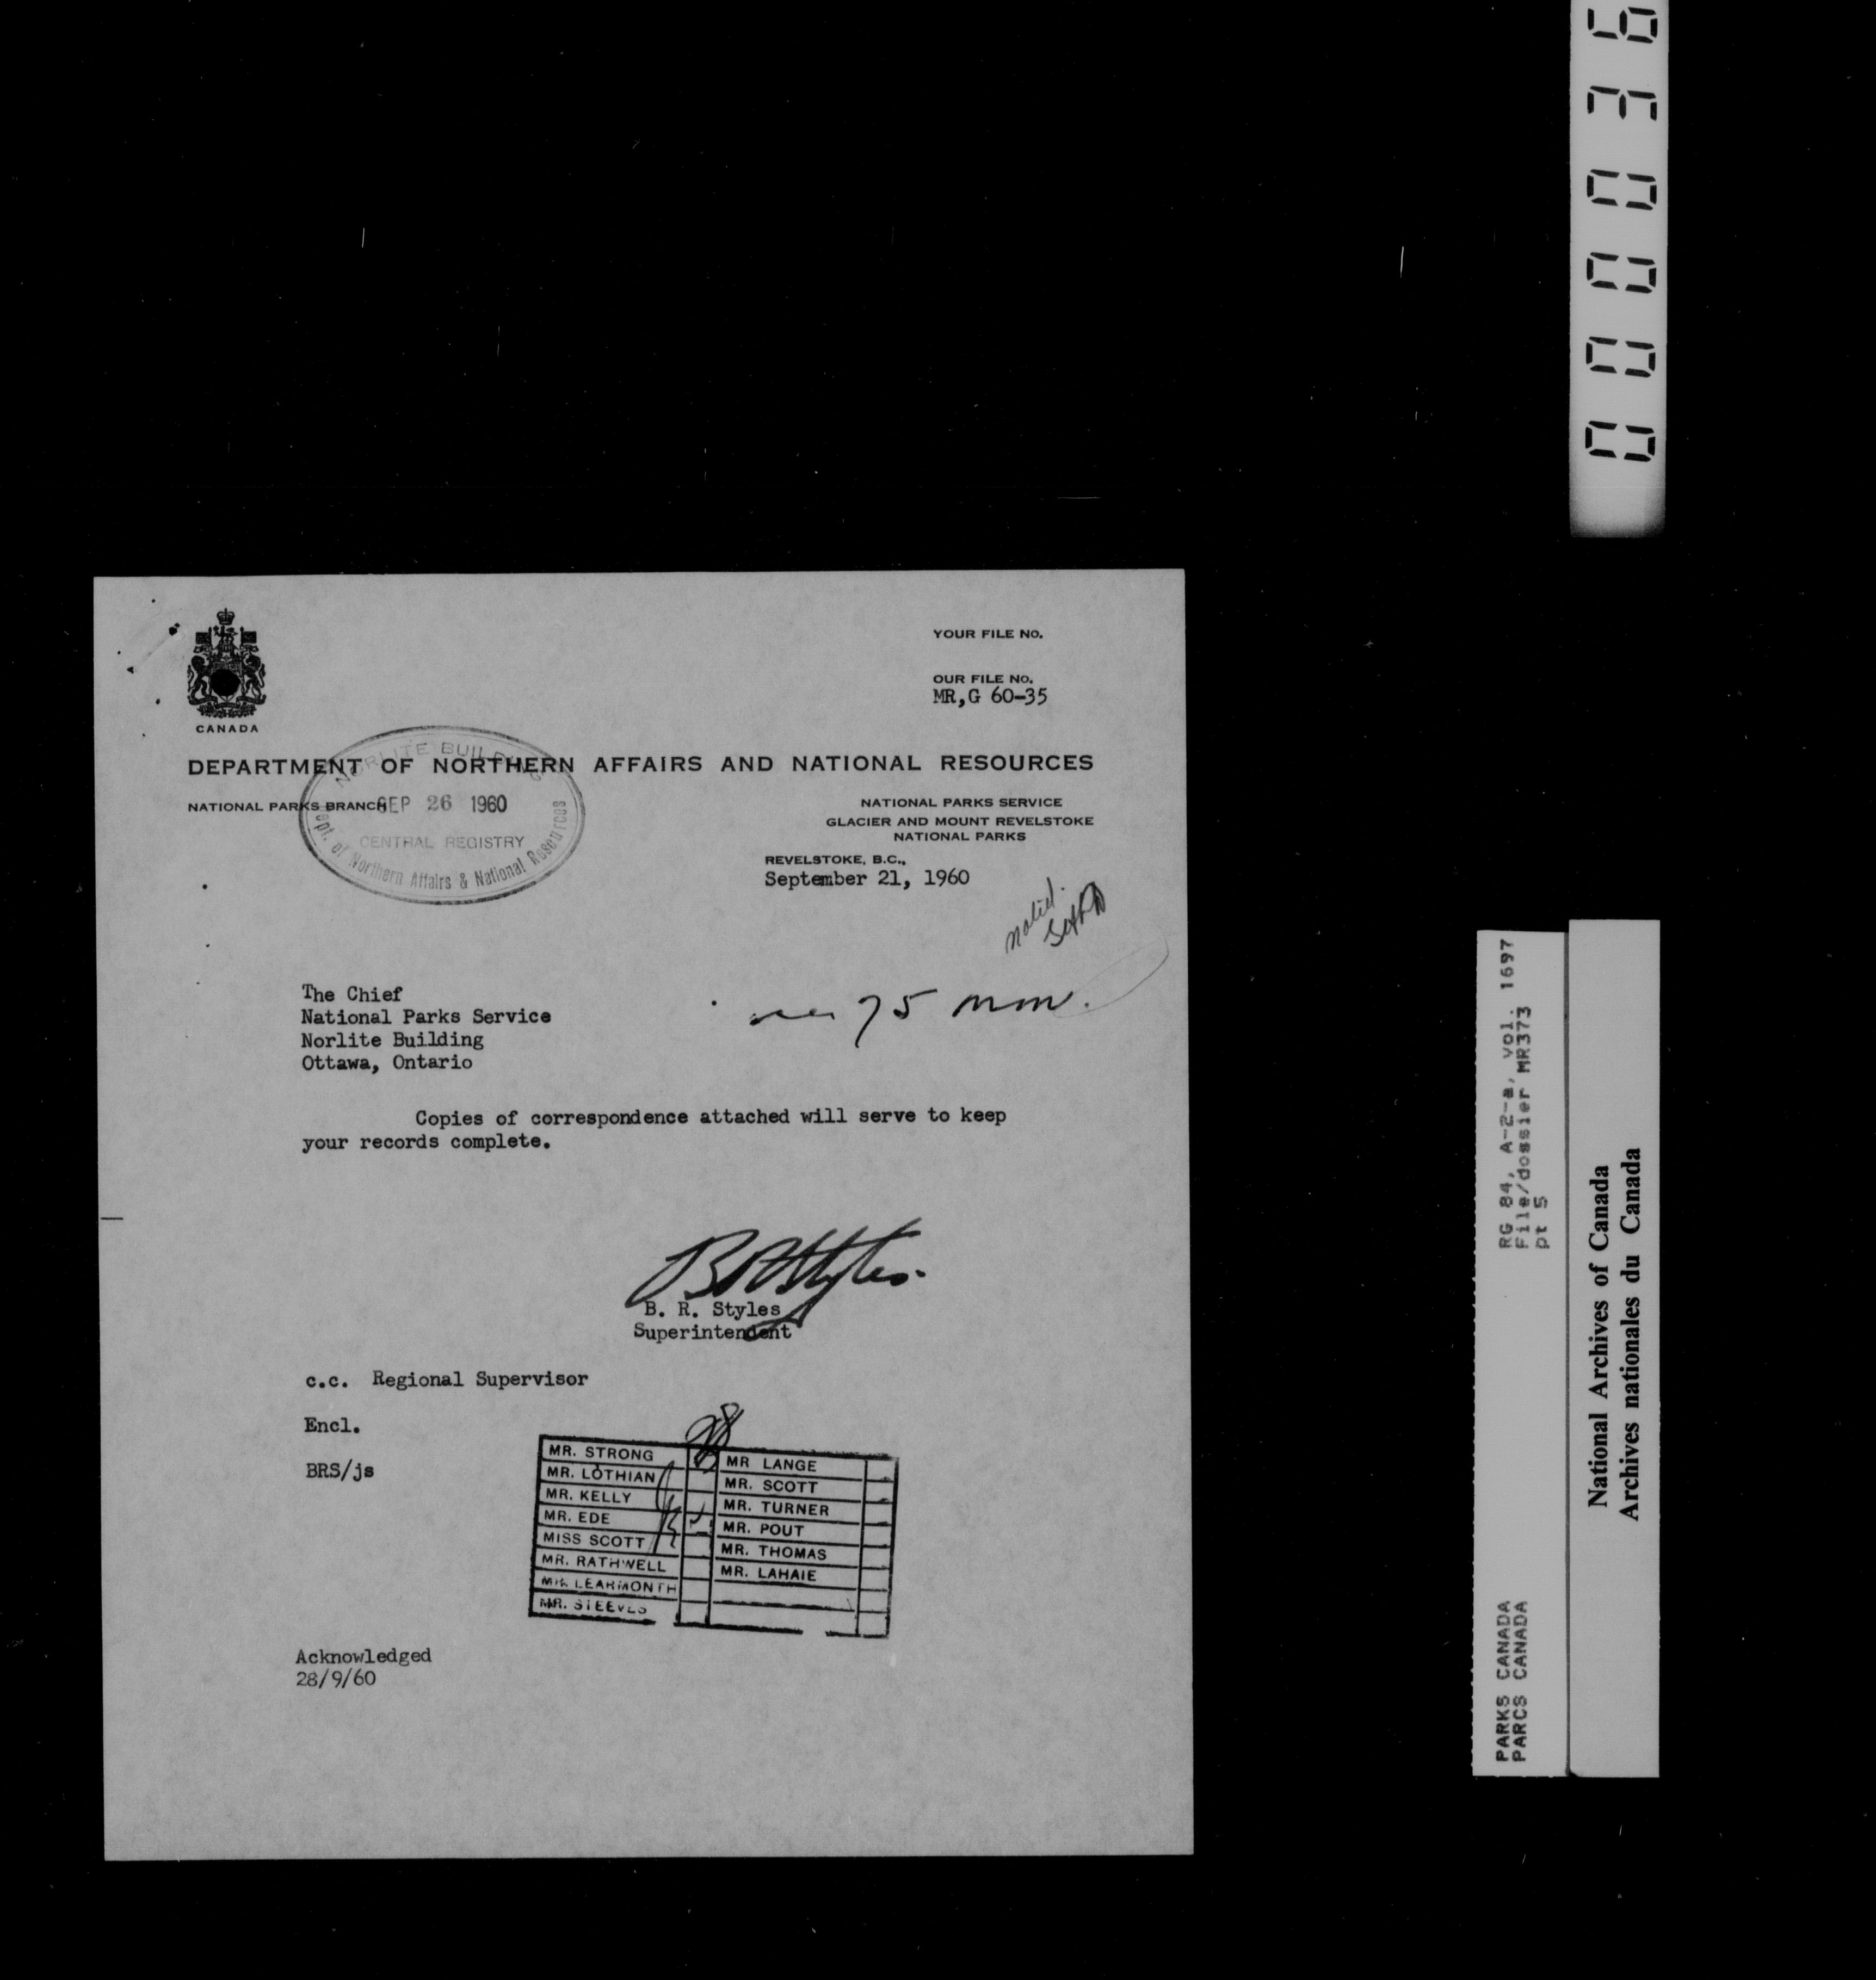 YOUR FILE NO.
OUR FILE NO.
MR,G 60-35
CANADA
DEPARTMENT OF NORTHERN AFFAIRS AND NATIONAL RESOURCES
NATIONAL PARKS BRANCH
NORLITE BUILDING
SEP 26 1960
CENTRAL REGISTRY
Dept. of Northern Affairs & National Resources
NATIONAL PARKS SERVICE
GLACIER AND MOUNT REVELSTOKE
NATIONAL PARKS
REVELSTOKE, B.C.,
September 21, 1960
noted
The Chief
National Parks Service
Norlite Building
Ottawa, Ontario
75 mm.
Copies of correspondence attached will serve to keep
your records complete.
BRStyles.
B. R. Styles
Superintendent
c.c. Regional Supervisor
Encl.
BRS/js
28
MR. STRONG
MR. LOTHIAN
MR. KELLY
MR. EDE
MISS SCOTT
MR. RATHWELL
MR. LEARMONTH
MR. STEEVES
MR LANGE
MR. SCOTT
MR. TURNER
MR. POUT
MR. THOMAS
MR. LAHAIE
Acknowledged
28/9/60
000036
RG 84, A-2-a, vol. 1697
File/dossier MR373
pt 5
PARKS CANADA
PARCS CANADA
National Archives of Canada
Archives nationales du Canada